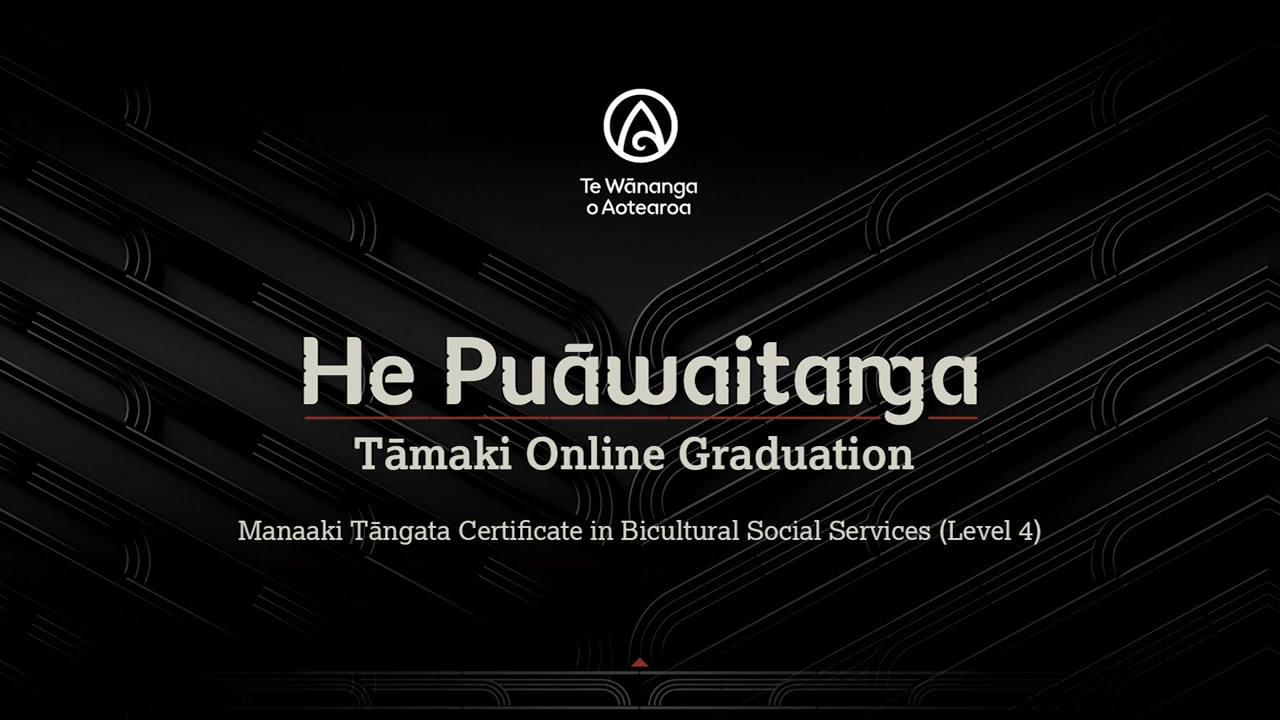 Te Wānanga
o Aotearoa
He Puāwaitanga
Tāmaki Online Graduation
Manaaki Tāngata Certificate in Bicultural Social Services (Level 4)